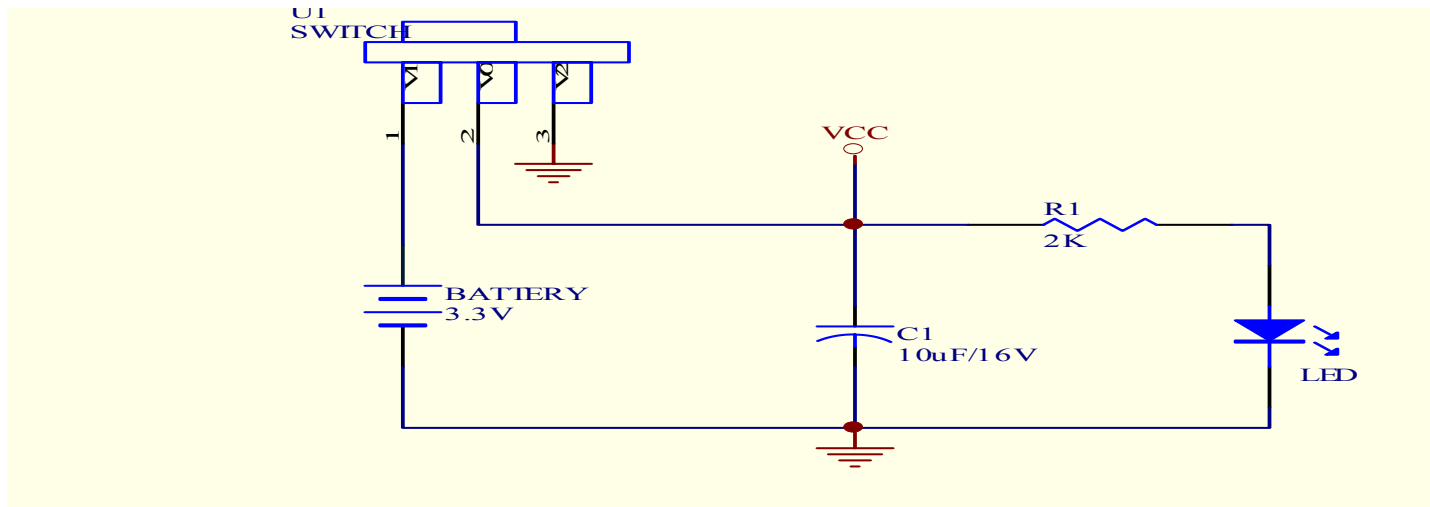 U1
SWITCH
V1
V0
V2
1
2
3
VCC
R1
2K
BATTERY
3.3V
C1
10uF/16V
LED